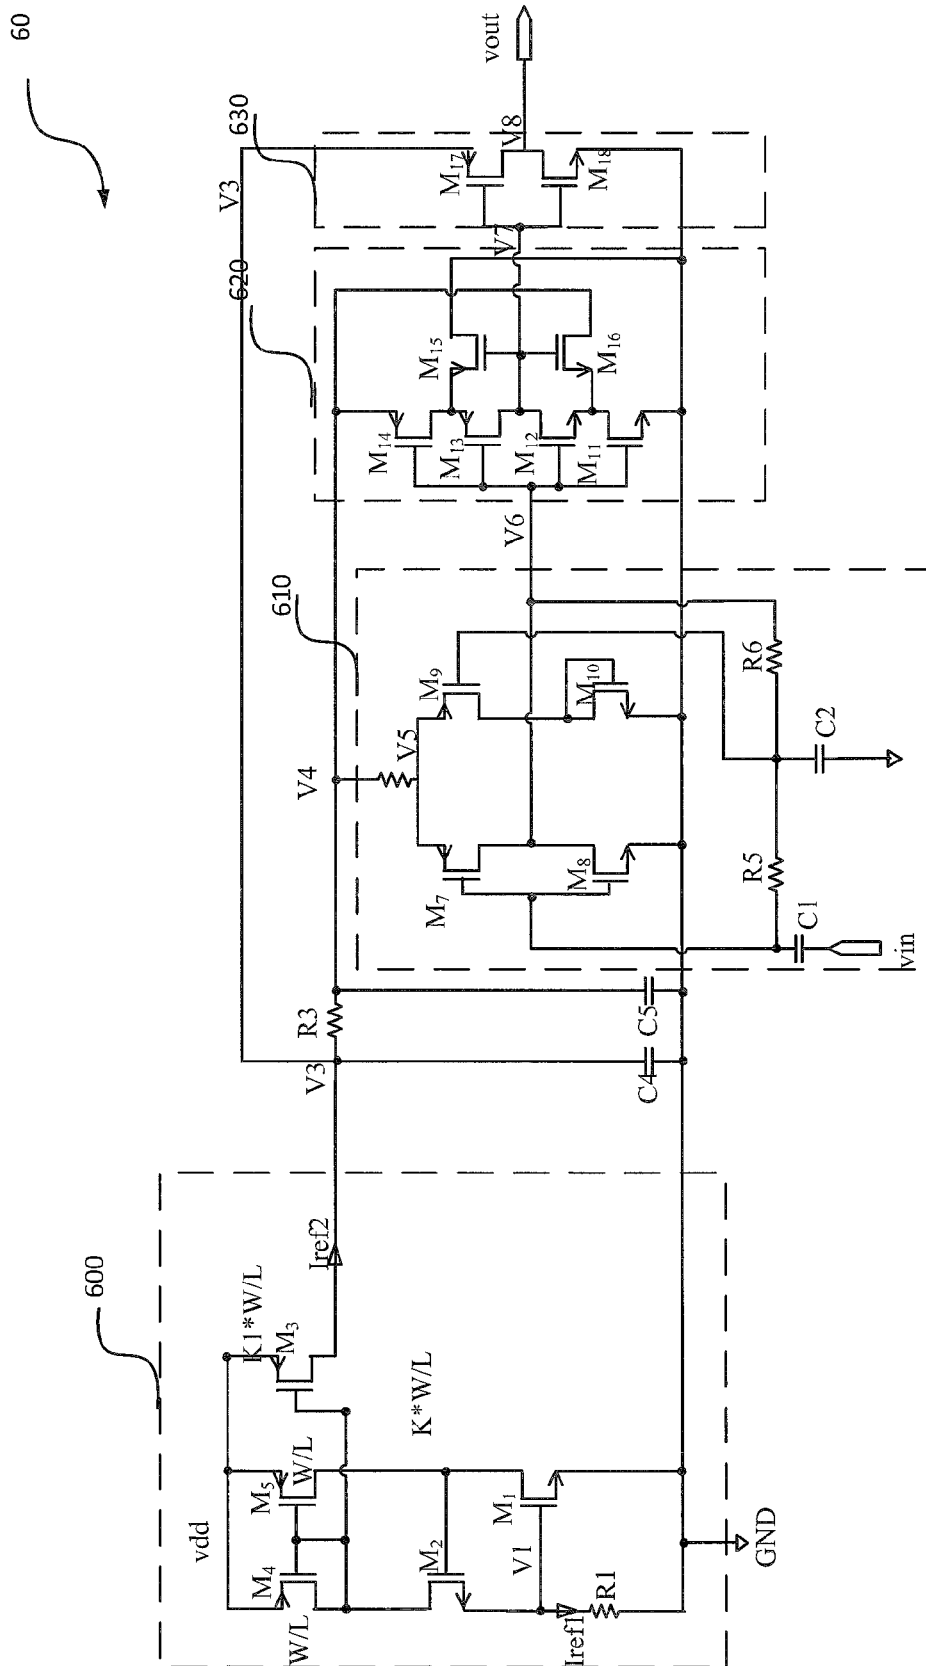 60
600
vdd
M4
W/L
M5
W/L
K1*W/L
M3
Iref2
K*W/L
M2
M1
V1
Iref1
R1
GND
V3
R3
C4
C5
V3
V4
610
V5
M7
M8
M9
M10
vin
C1
R5
C2
R6
V6
620
M14
M13
M12
M11
M15
M16
V7
630
M17
M18
V8
vout